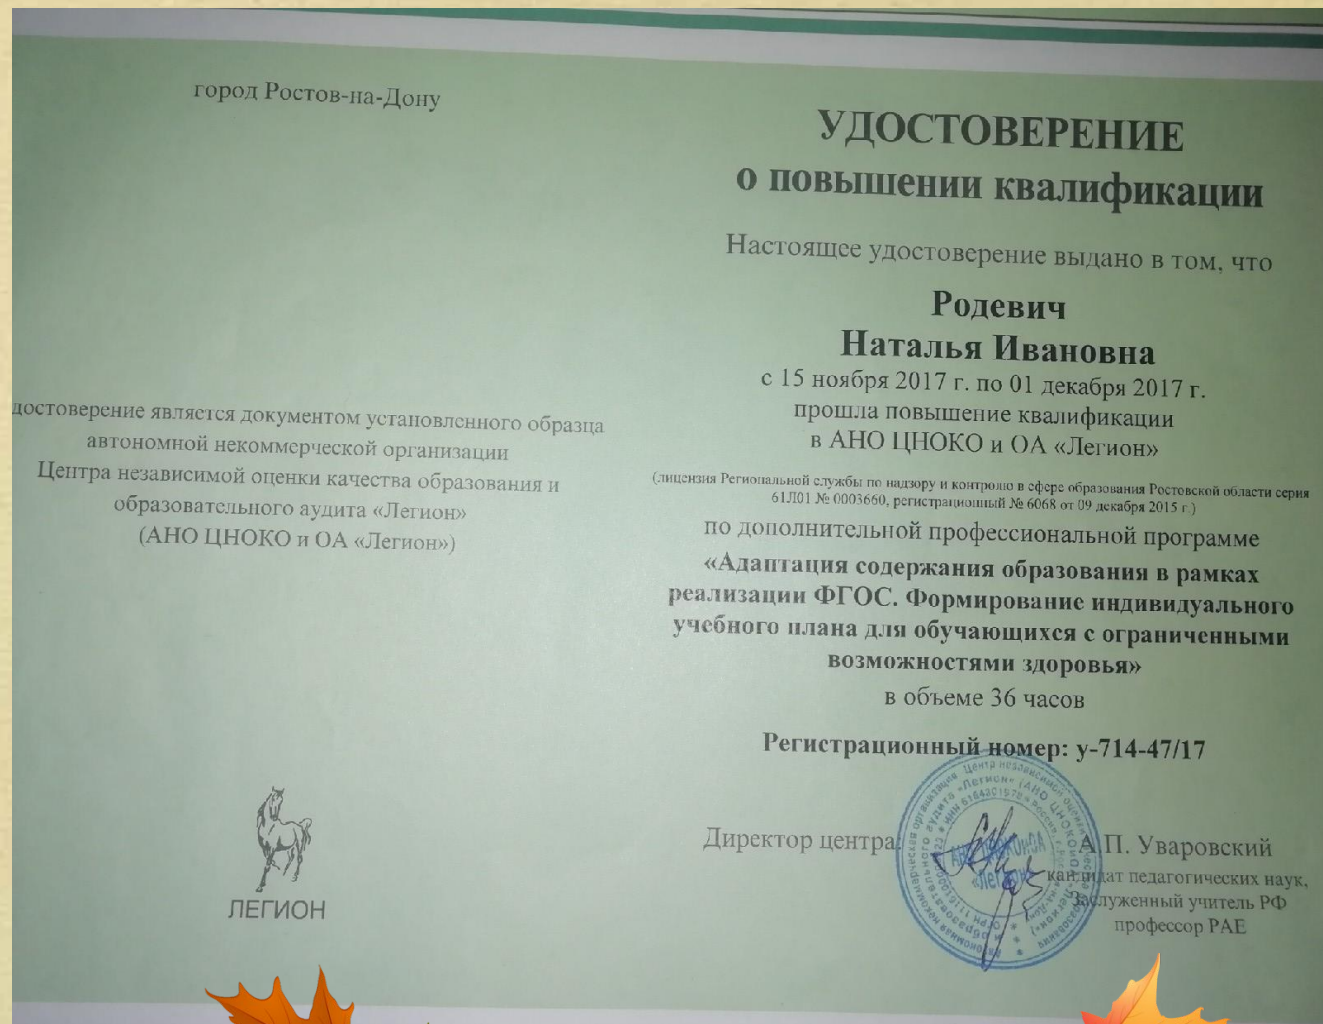 город Ростов-на-Дону
достоверение является документом установленного образца
автономной некоммерческой организации
Центра независимой оценки качества образования и
образовательного аудита «Легион»
(АНО ЦНОКО и ОА «Легион»)
ЛЕГИОН
УДОСТОВЕРЕНИЕ
о повышении квалификации
Настоящее удостоверение выдано в том, что
Родевич
Наталья Ивановна
с 15 ноября 2017 г. по 01 декабря 2017 г.
прошла повышение квалификации
в АНО ЦНОКО и ОА «Легион»
(лицензия Региональной службы по надзору и контролю в сфере образования Ростовской области серия
61Л01 № 0003660, регистрационный № 6068 от 09 декабря 2015 г.)
по дополнительной профессиональной программе
«Адаптация содержания образования в рамках
реализации ФГОС. Формирование индивидуального
учебного плана для обучающихся с ограниченными
возможностями здоровья»
в объеме 36 часов
Регистрационный номер: у-714-47/17
Директор центра:
А.П. Уваровский
кандидат педагогических наук,
Заслуженный учитель РФ
профессор РАЕ
«Легион»